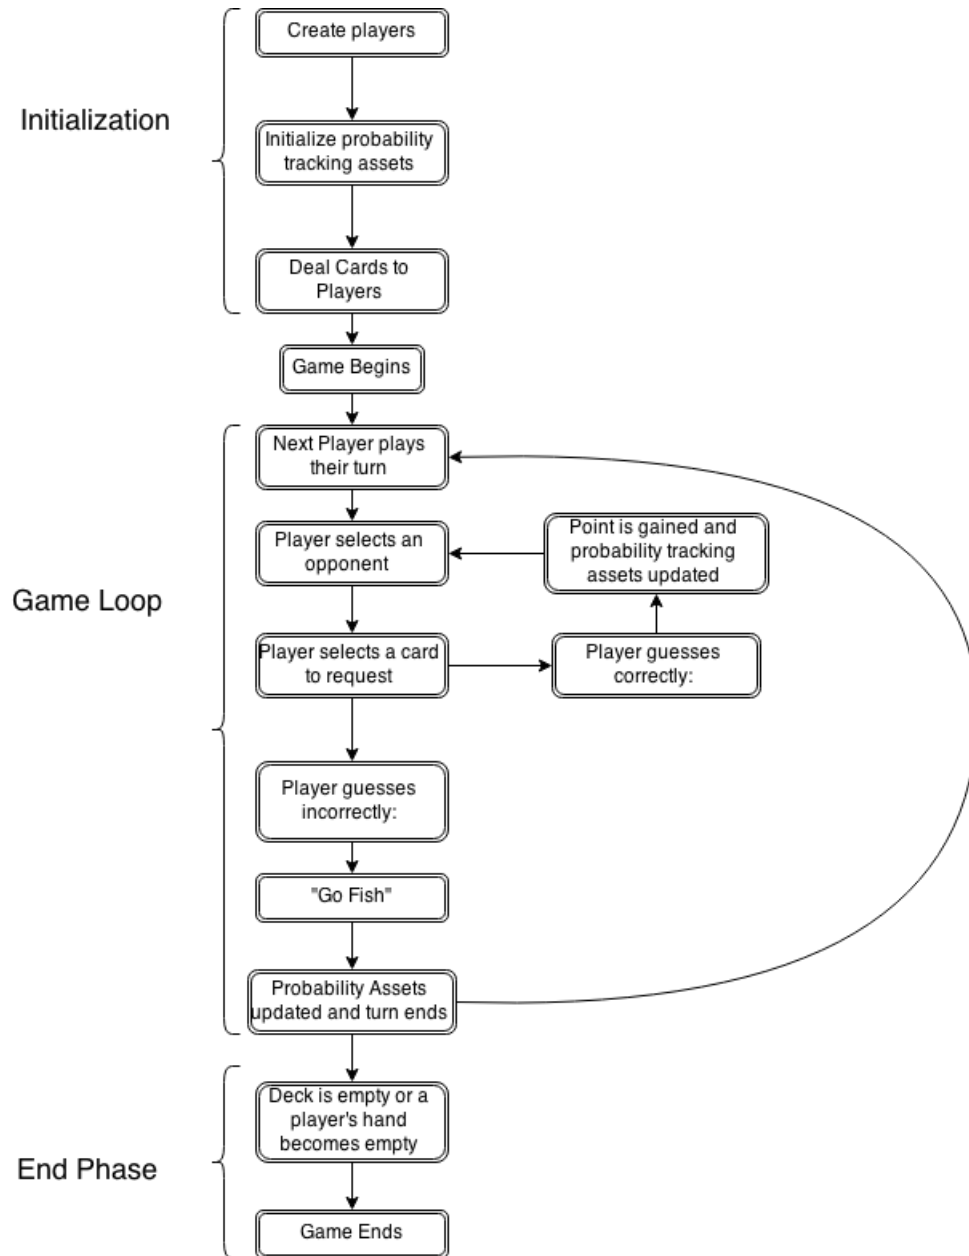 Create players
Initialization
Initialize probability
tracking assets
Deal Cards to
Players
Game Begins
Next Player plays
their turn
Player selects an
opponent
Point is gained and
probability tracking
assets updated
Game Loop
Player selects a card
to request
Player guesses
correctly:
Player guesses
incorrectly:
"Go Fish"
Probability Assets
updated and turn ends
Deck is empty or a
player's hand
becomes empty
End Phase
Game Ends